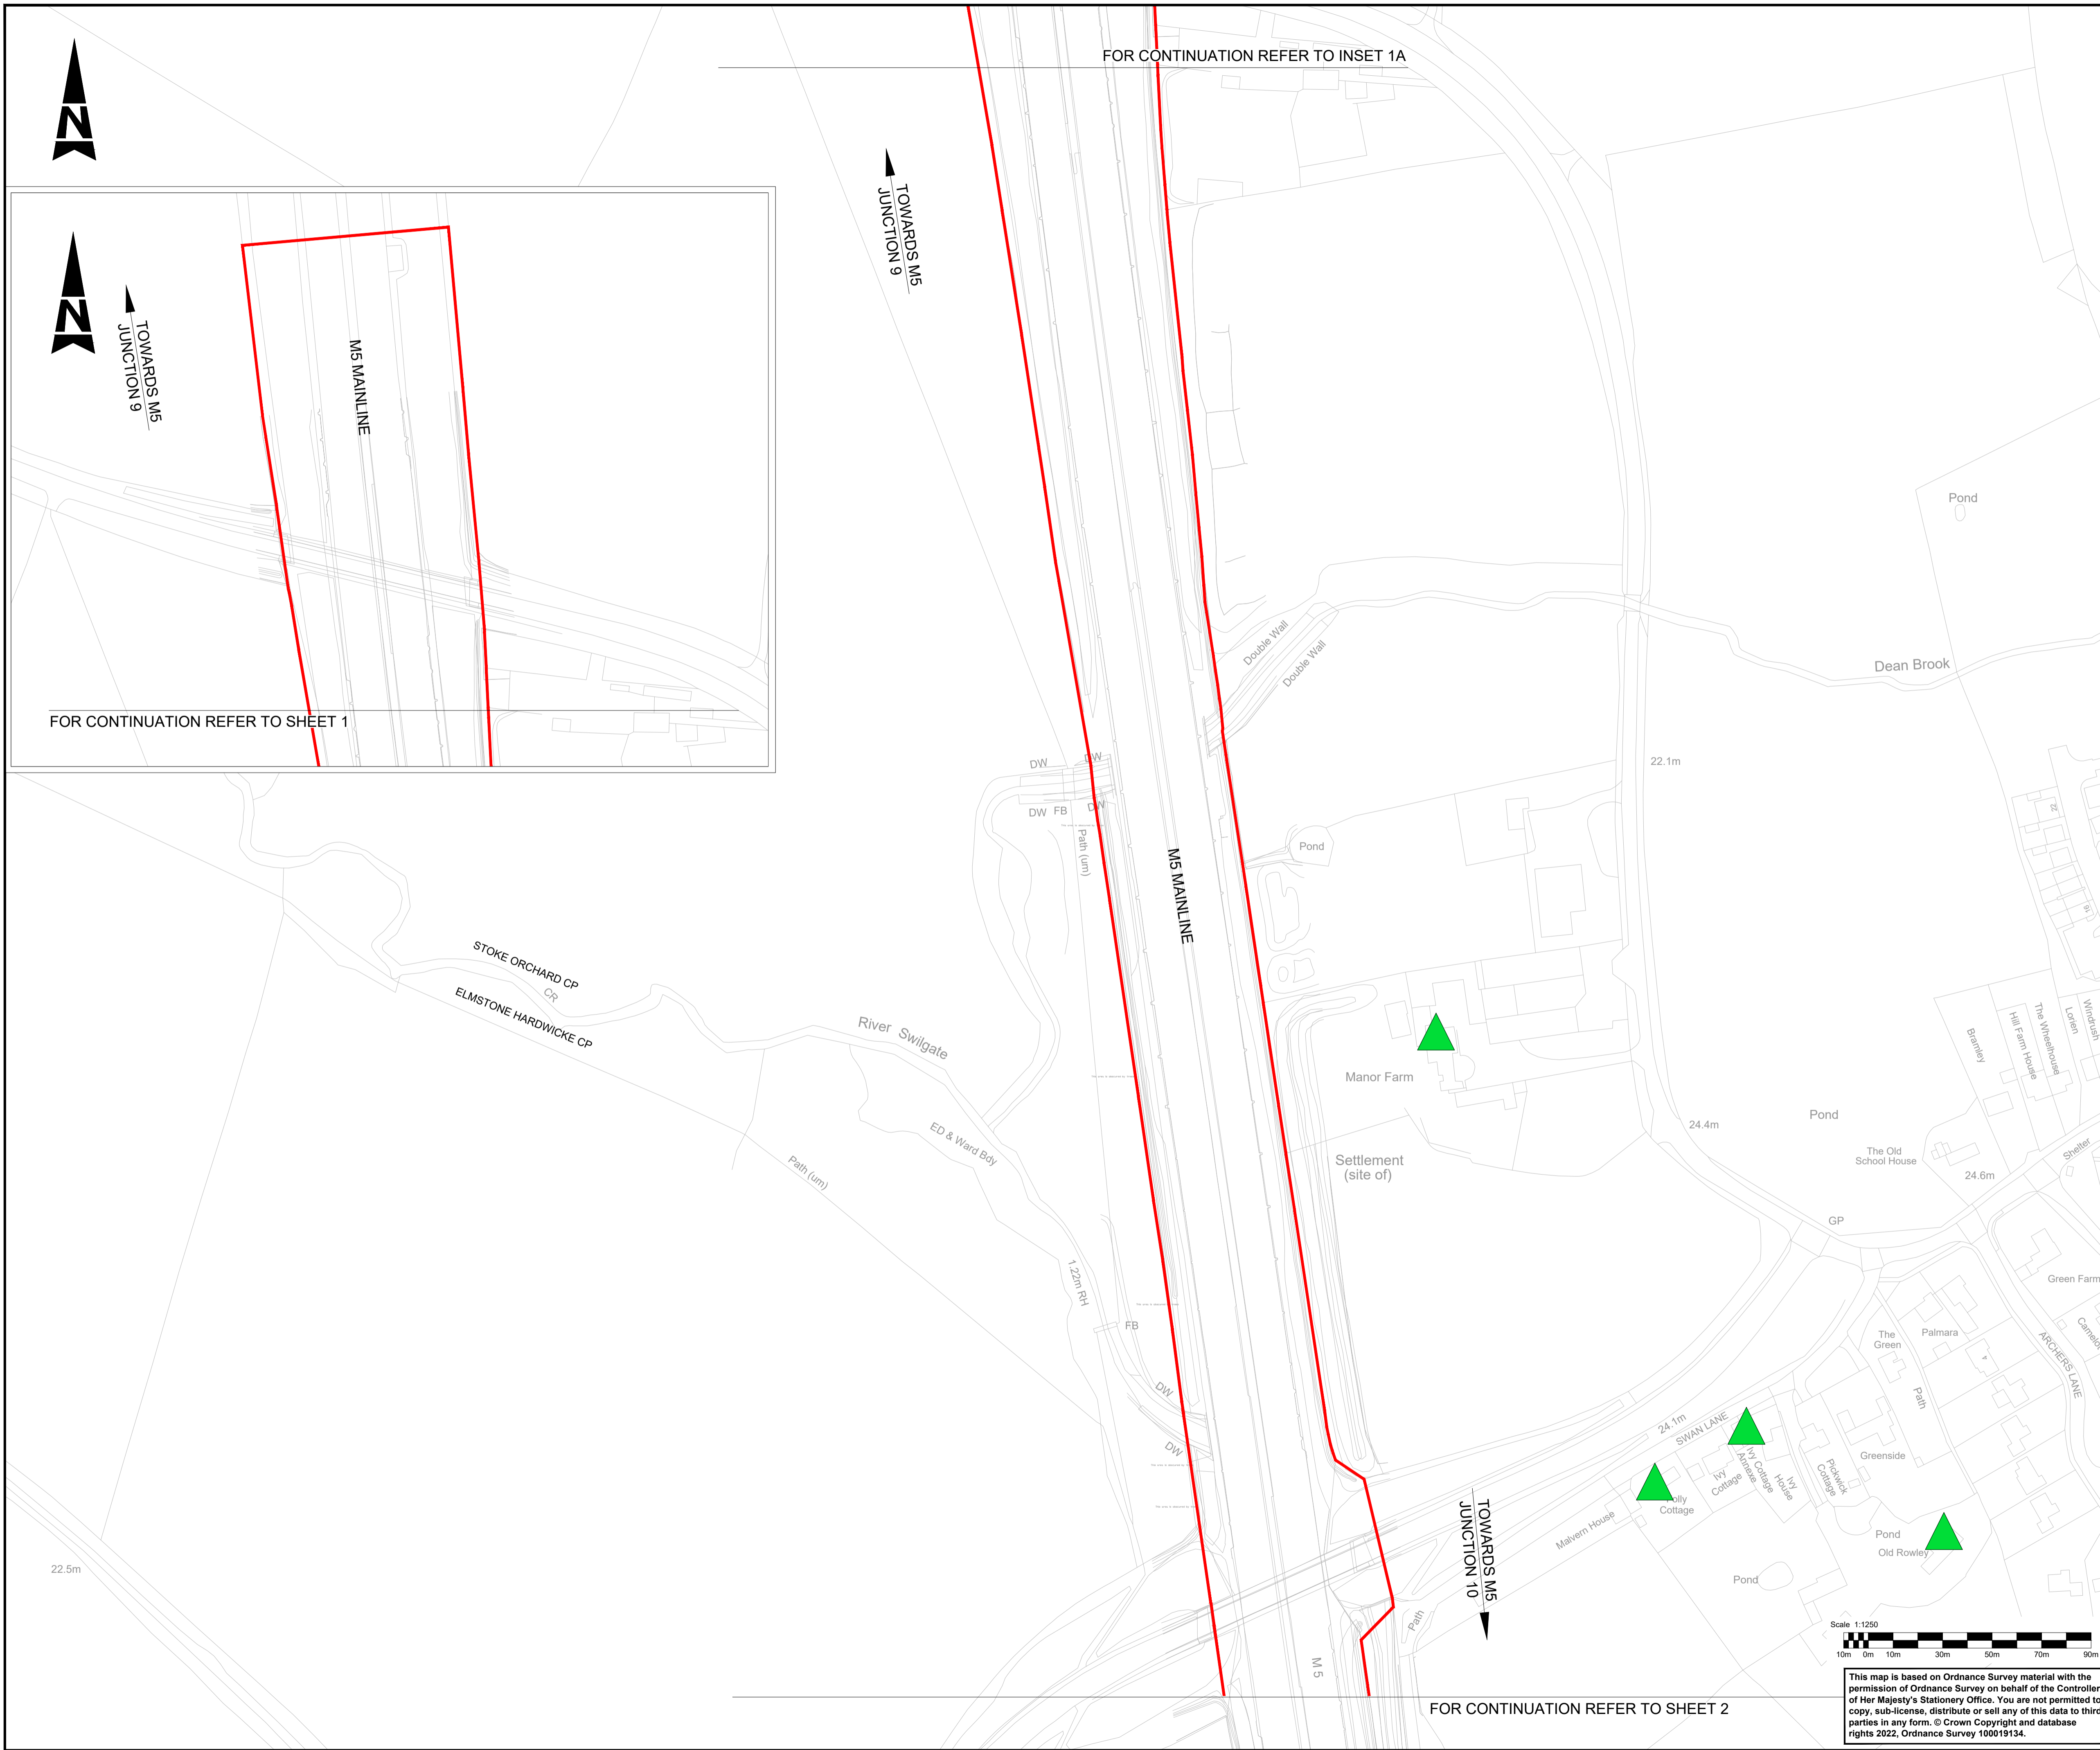 FOR CONTINUATION REFER TO INSET 1A
N
TOWARDS M5
JUNCTION 9
N
TOWARDS M5
JUNCTION 9
M5 MAINLINE
FOR CONTINUATION REFER TO SHEET 1
Pond
Double Wall
Double Wall
Dean Brook
22.1m
DW
DW
DW
FB
DW
Path (um)
Pond
M5 MAINLINE
22
16
STOKE ORCHARD CP
CR
ELMSTONE HARDWICKE CP
River Swilgate
Manor Farm
Bramley
Hill Farm House
The Wheelhouse
Lorien
Windrush
ED & Ward Bdy
Path (um)
Settlement
(site of)
24.4m
Pond
The Old
School House
24.6m
Shelter
GP
1.22m RH
FB
Green Farm
The
Green
Palmara
4
ARCHERS LANE
Path
DW
DW
24.1m
SWAN LANE
Ivy
Cottage
Ivy Cottage
Annexe
Ivy
House
Pickwick
Cottage
Greenside
Cottage
Malvern House
TOWARDS M5
JUNCTION 10
Pond
Old Rowley
Pond
22.5m
Path
M 5
Scale 1:1250
10m 0m 10m 30m 50m 70m 90m
FOR CONTINUATION REFER TO SHEET 2
This map is based on Ordnance Survey material with the
permission of Ordnance Survey on behalf of the Controller
of Her Majesty's Stationery Office. You are not permitted to
copy, sub-license, distribute or sell any of this data to third
parties in any form. © Crown Copyright and database
rights 2022, Ordnance Survey 100019134.